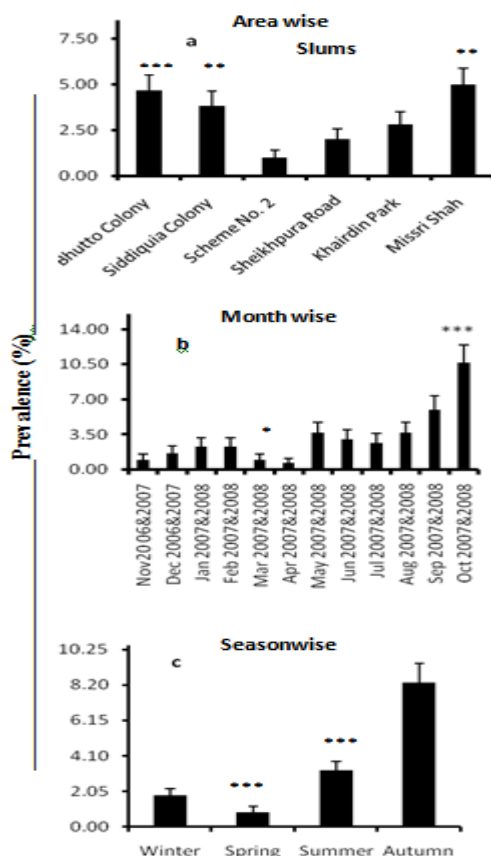 Area wise
a
Slums
7.50
*** ** **
5.00
2.50
0.00
Bhutto Colony
Siddiquia Colony
Scheme No. 2
Sheikhpura Road
Khairdin Park
Missri Shah
Prevalence (%)
Month wise
14.00
***
b
10.50
7.00
*
3.50
0.00
Nov2006&2007
Dec 2006&2007
Jan 2007&2008
Feb 2007&2008
Mar 2007&2008
Apr 2007&2008
May 2007&2008
Jun 2007&2008
Jul 2007&2008
Aug 2007&2008
Sep 2007&2008
Oct 2007&2008
Seasonwise
10.25
c
8.20
6.15
4.10
***
2.05
***
0.00
Winter Spring Summer Autumn